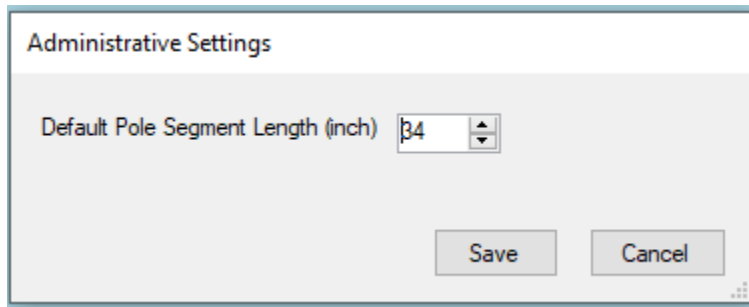 Administrative Settings
Default Pole Segment Length (inch) 34
Save Cancel